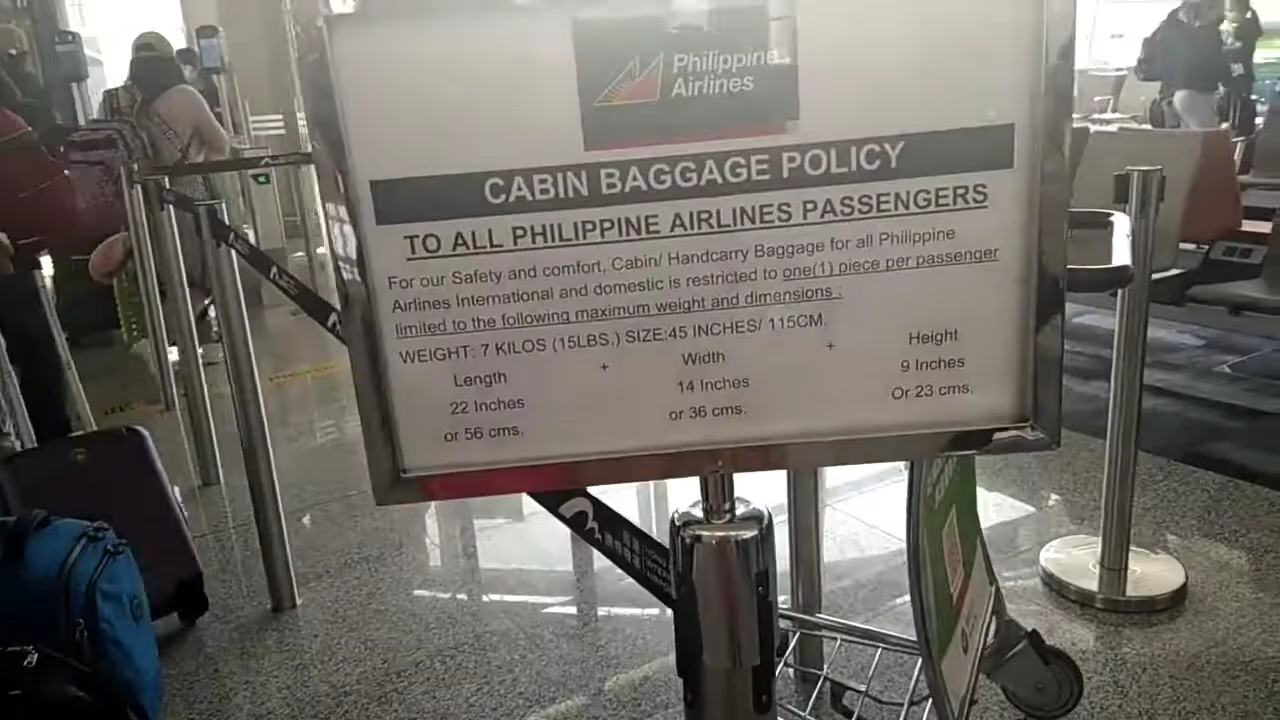 Philippine
Airlines
CABIN BAGGAGE POLICY
TO ALL PHILIPPINE AIRLINES PASSENGERS
For our Safety and comfort, Cabin/ Handcarry Baggage for all Philippine
Airlines International and domestic is restricted to one(1) piece per passenger
limited to the following maximum weight and dimensions :
WEIGHT: 7 KILOS (15LBS.) SIZE:45 INCHES/ 115CM.
Length + Width + Height
22 Inches 14 Inches 9 Inches
or 56 cms. or 36 cms. Or 23 cms.